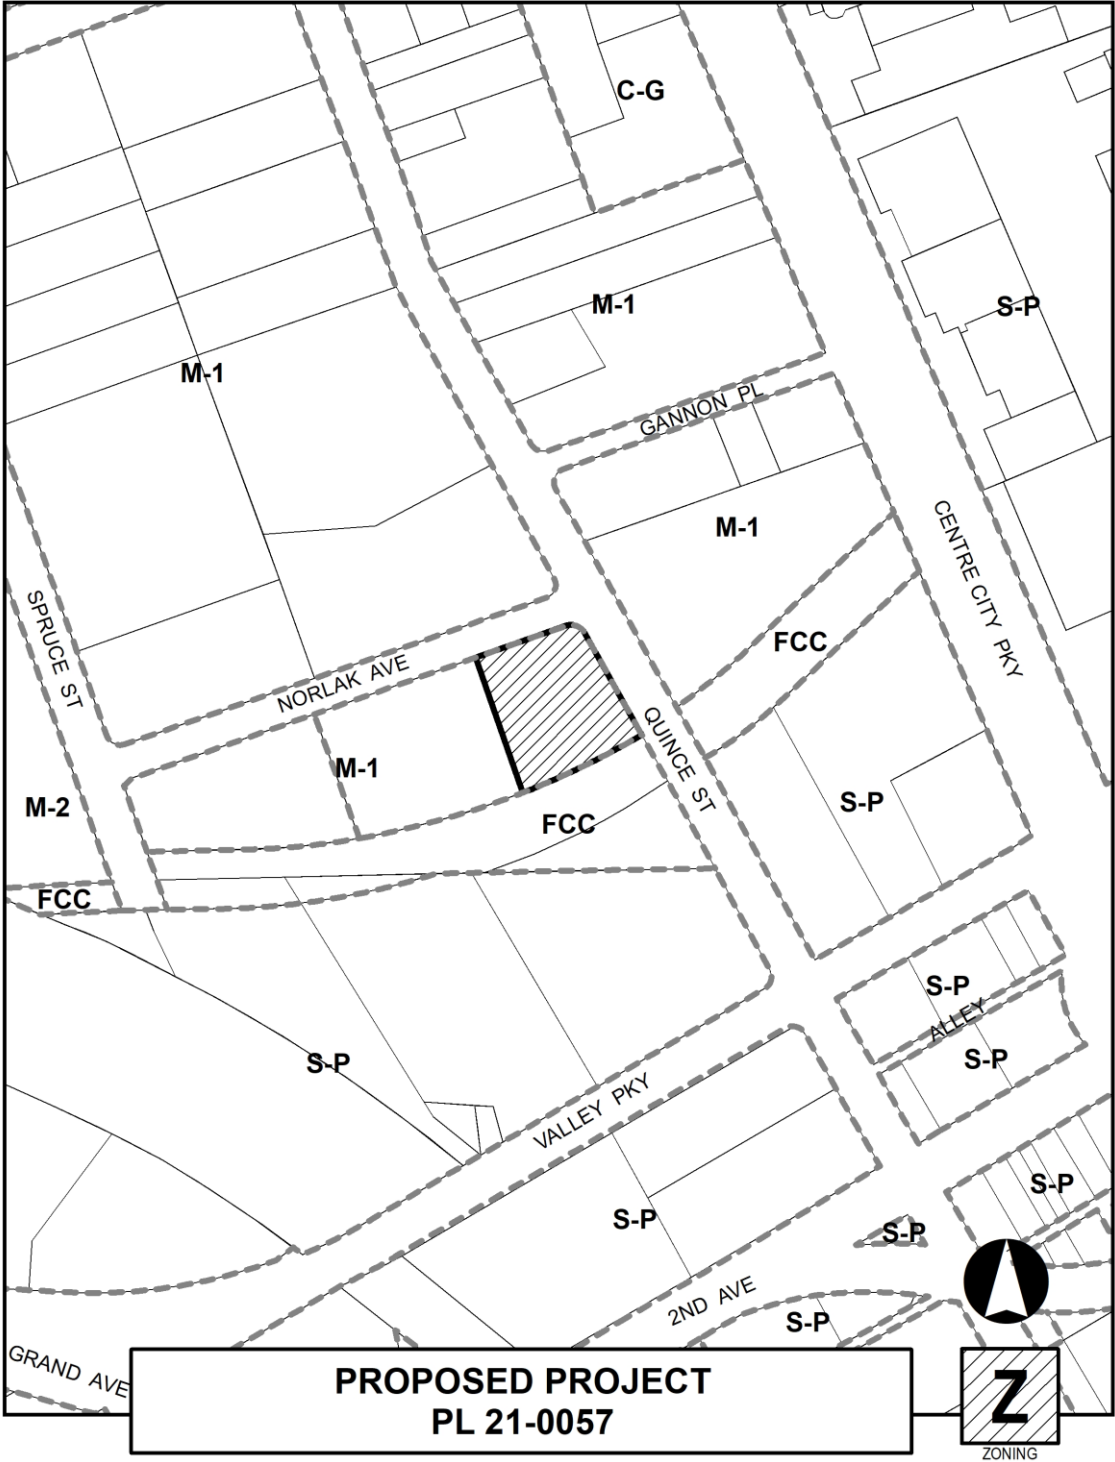 C-G
M-1
S-P
M-1
GANNON PL
M-1
CENTRE CITY PKY
SPRUCE ST
FCC
NORLAK AVE
QUINCE ST
M-1
M-2
S-P
FCC
FCC
S-P
ALLEY
S-P
S-P
VALLEY PKY
S-P
S-P
S-P
2ND AVE
S-P
GRAND AVE
PROPOSED PROJECT
PL 21-0057
Z
ZONING